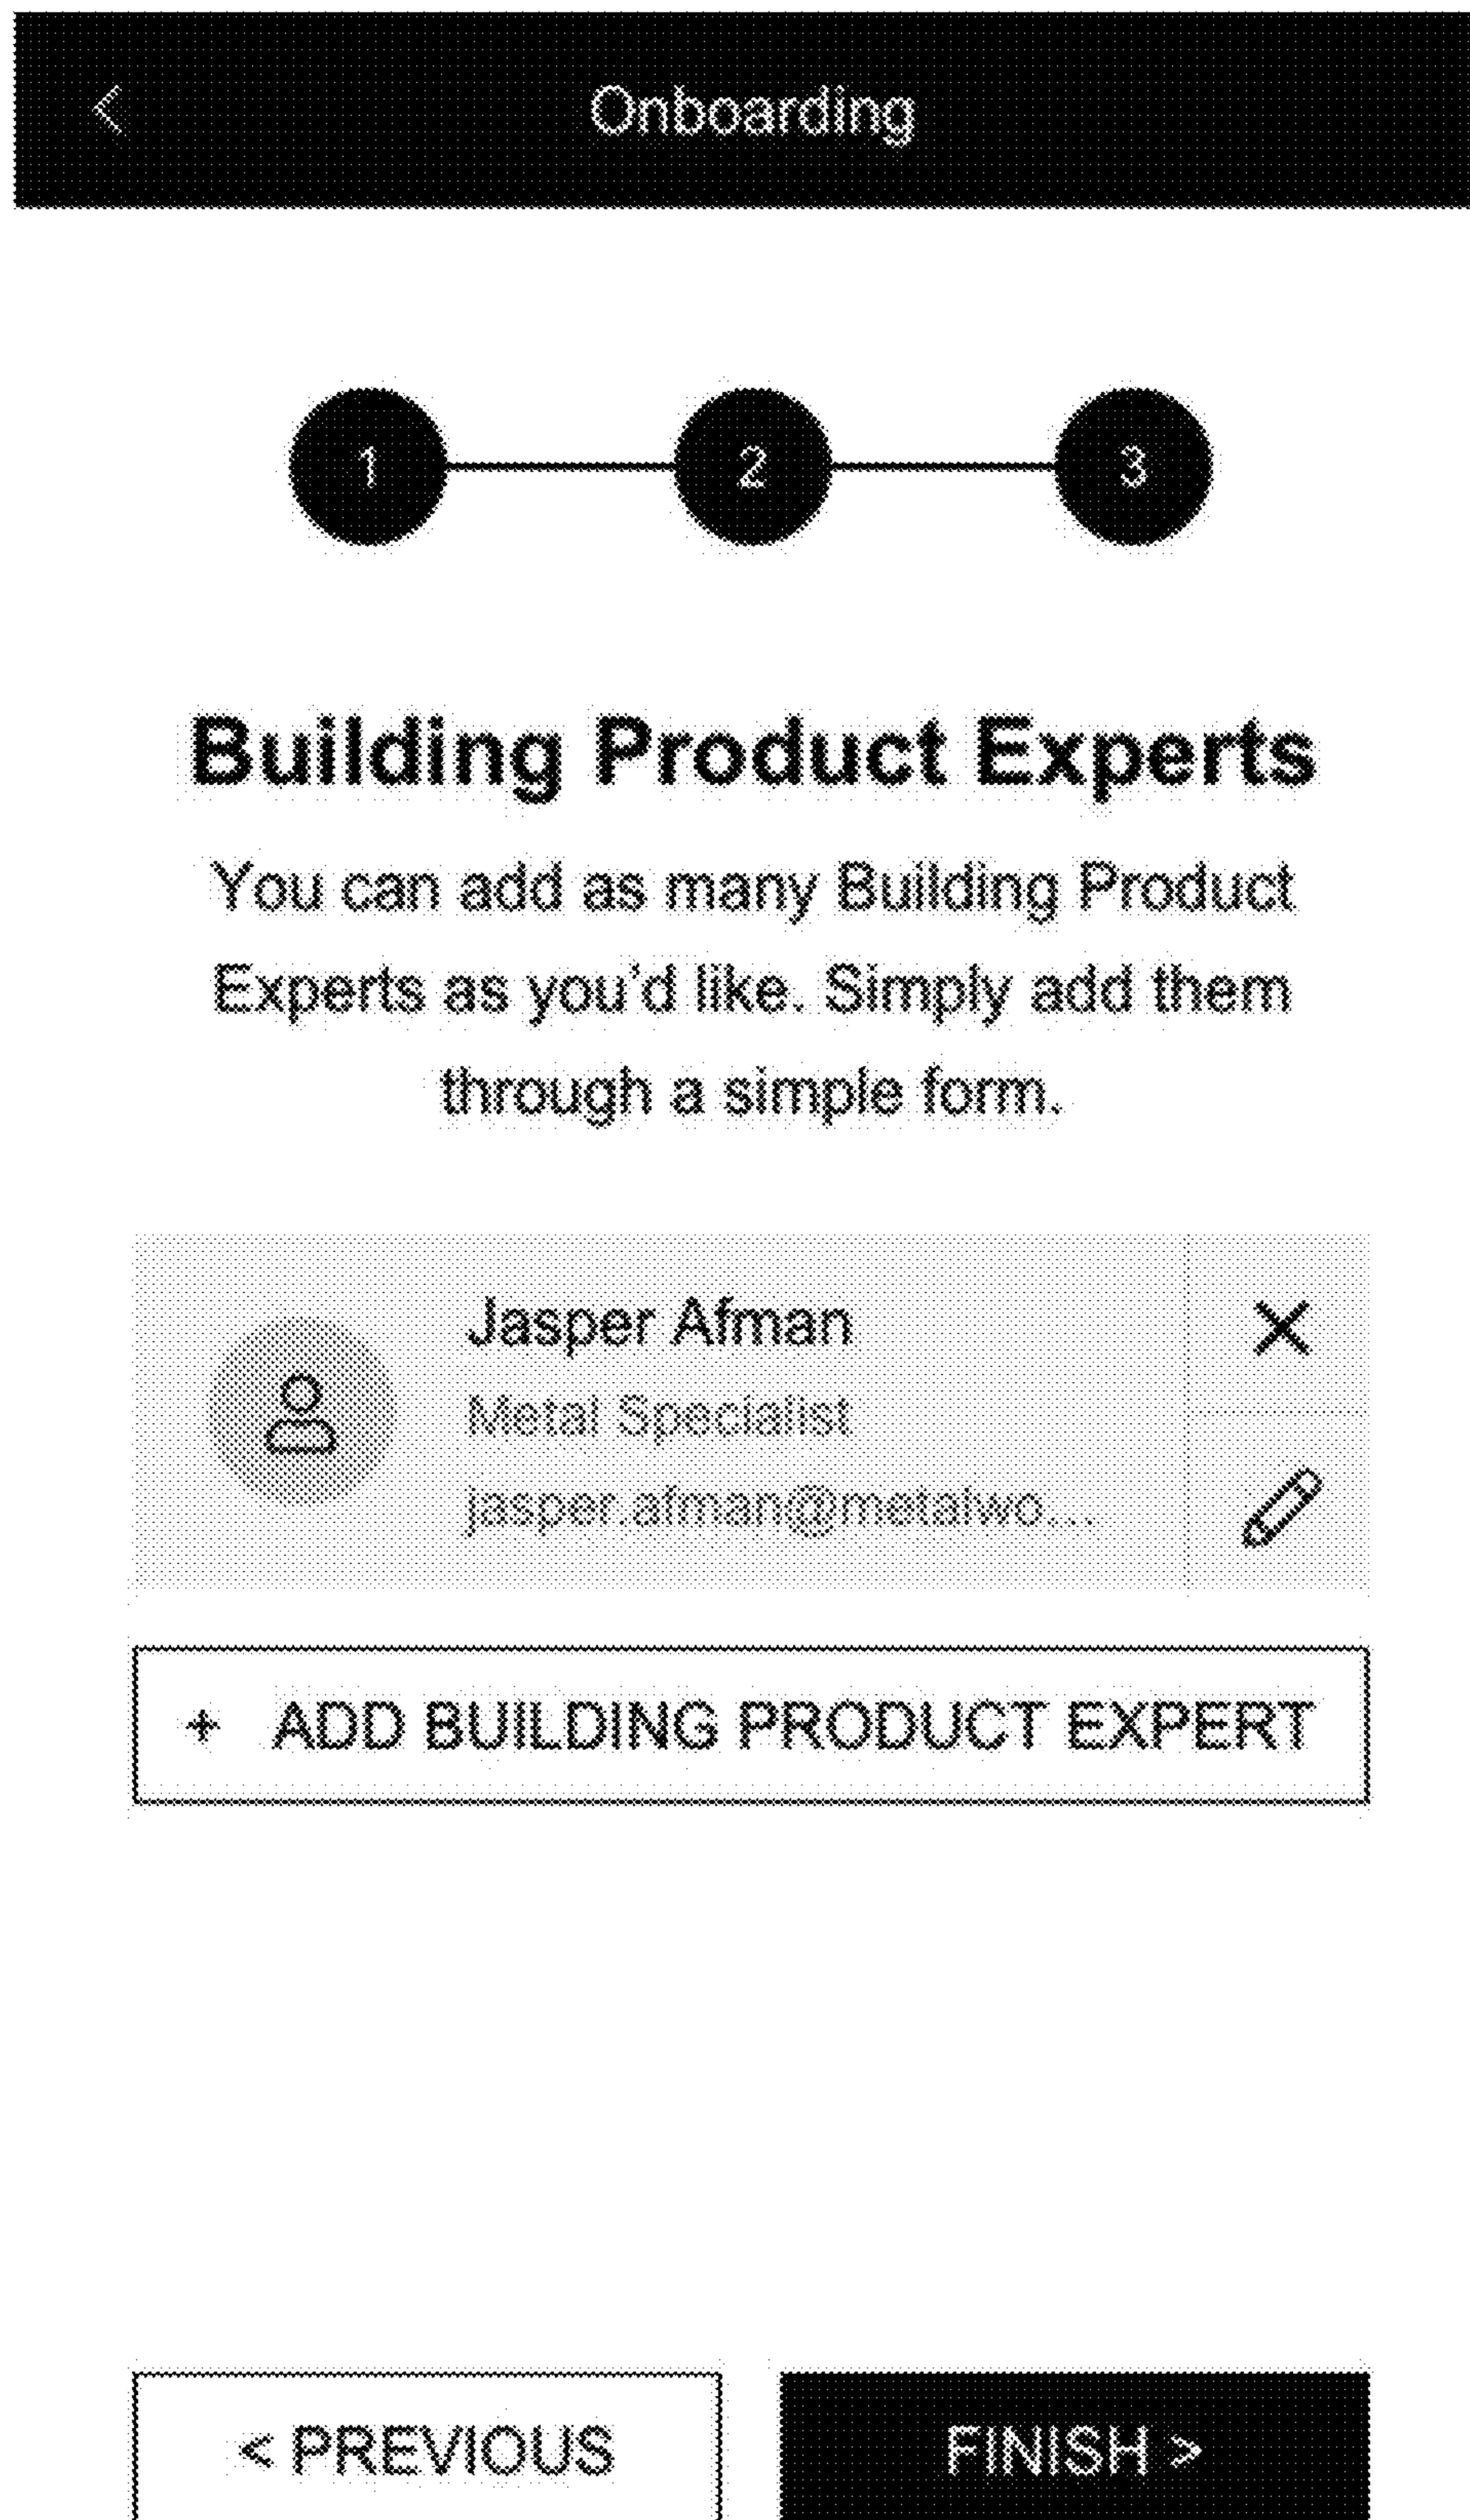 < Onboarding
1 2 3
Building Product Experts
You can add as many Building Product
Experts as you'd like. Simply add them
through a simple form.
Jasper Afman
Metal Specialist
jasper.afman@metalwo...
+ ADD BUILDING PRODUCT EXPERT
< PREVIOUS FINISH >